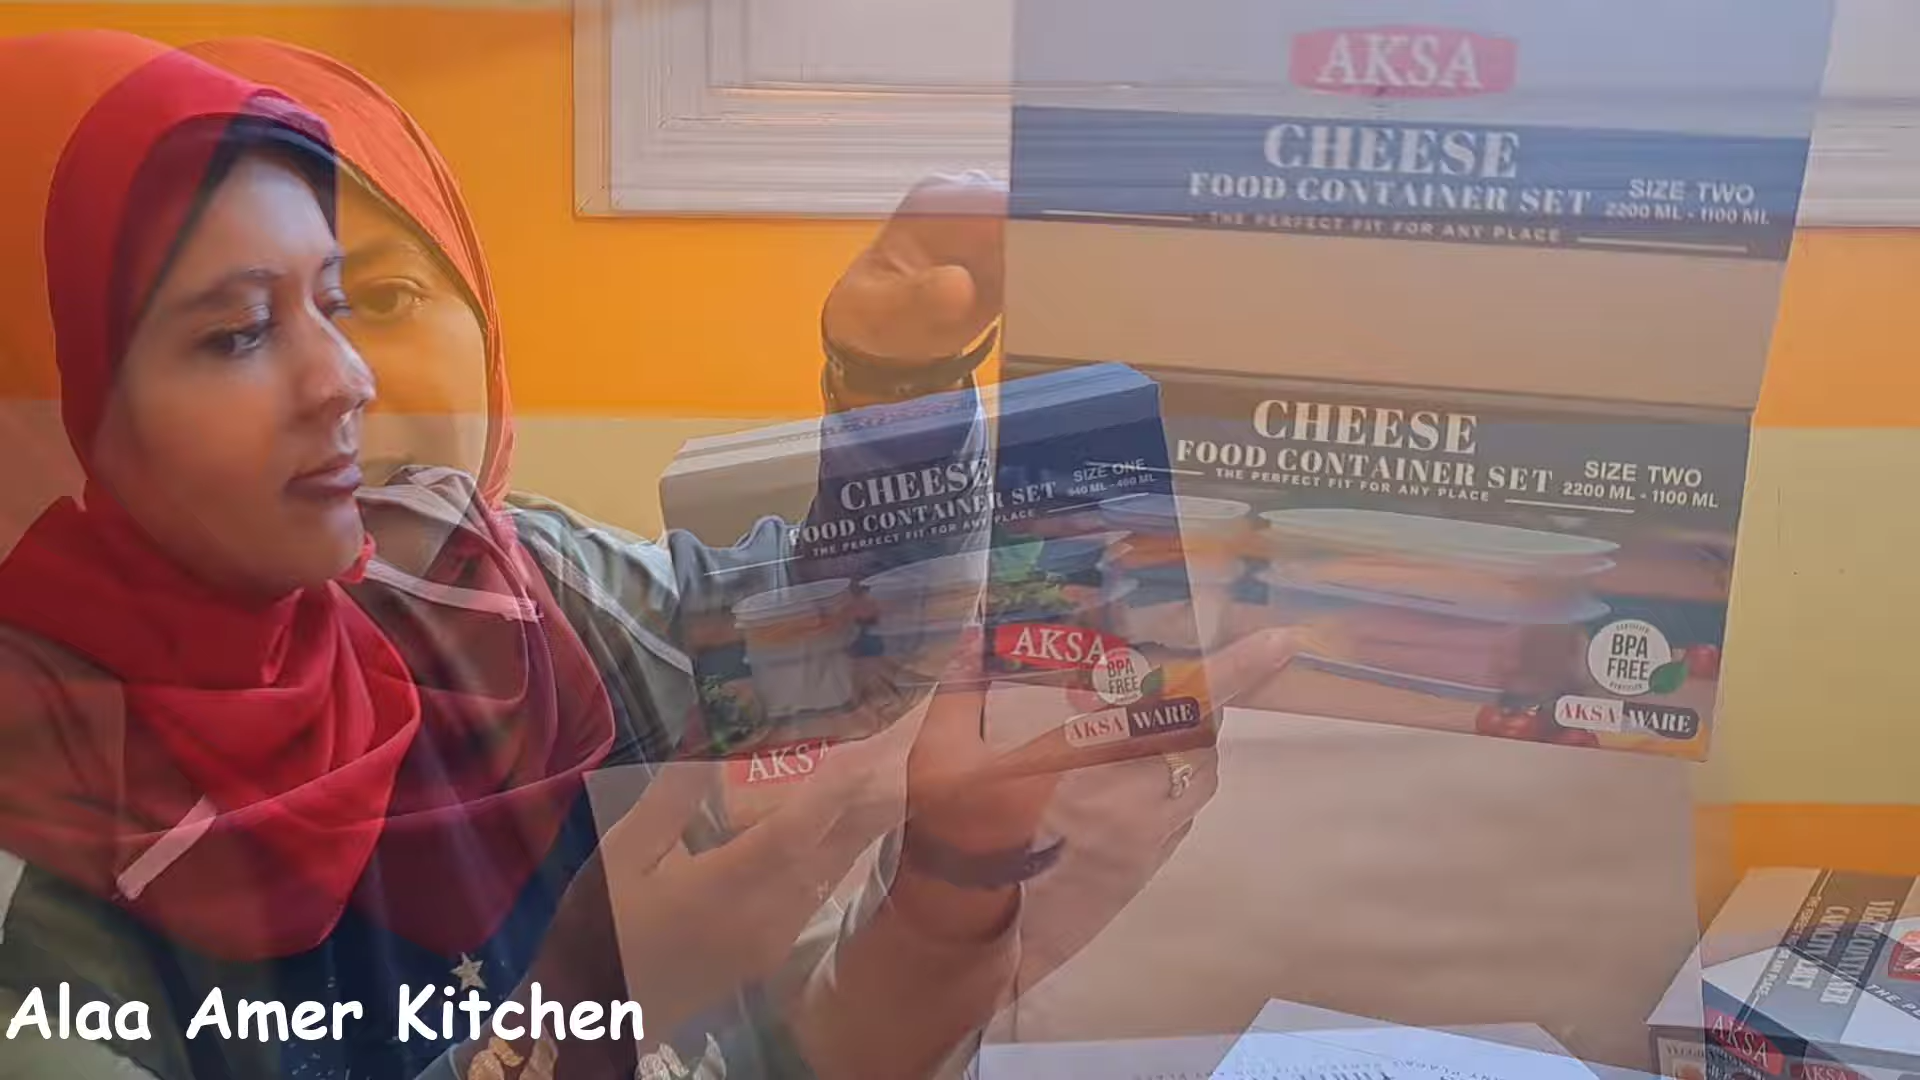 AKSA
CHEESE
FOOD CONTAINER SET
SIZE TWO
2200 ML - 1100 ML
THE PERFECT FIT FOR ANY PLACE
CHEESE
FOOD CONTAINER SET
SIZE TWO
2200 ML - 1100 ML
THE PERFECT FIT FOR ANY PLACE
CHEESE
FOOD CONTAINER SET
SIZE ONE
THE PERFECT FIT FOR ANY PLACE
AKSA
BPA
FREE
AKSA WARE
BPA
FREE
AKSA WARE
AKSA
AKSA
AKSA
Alaa Amer Kitchen